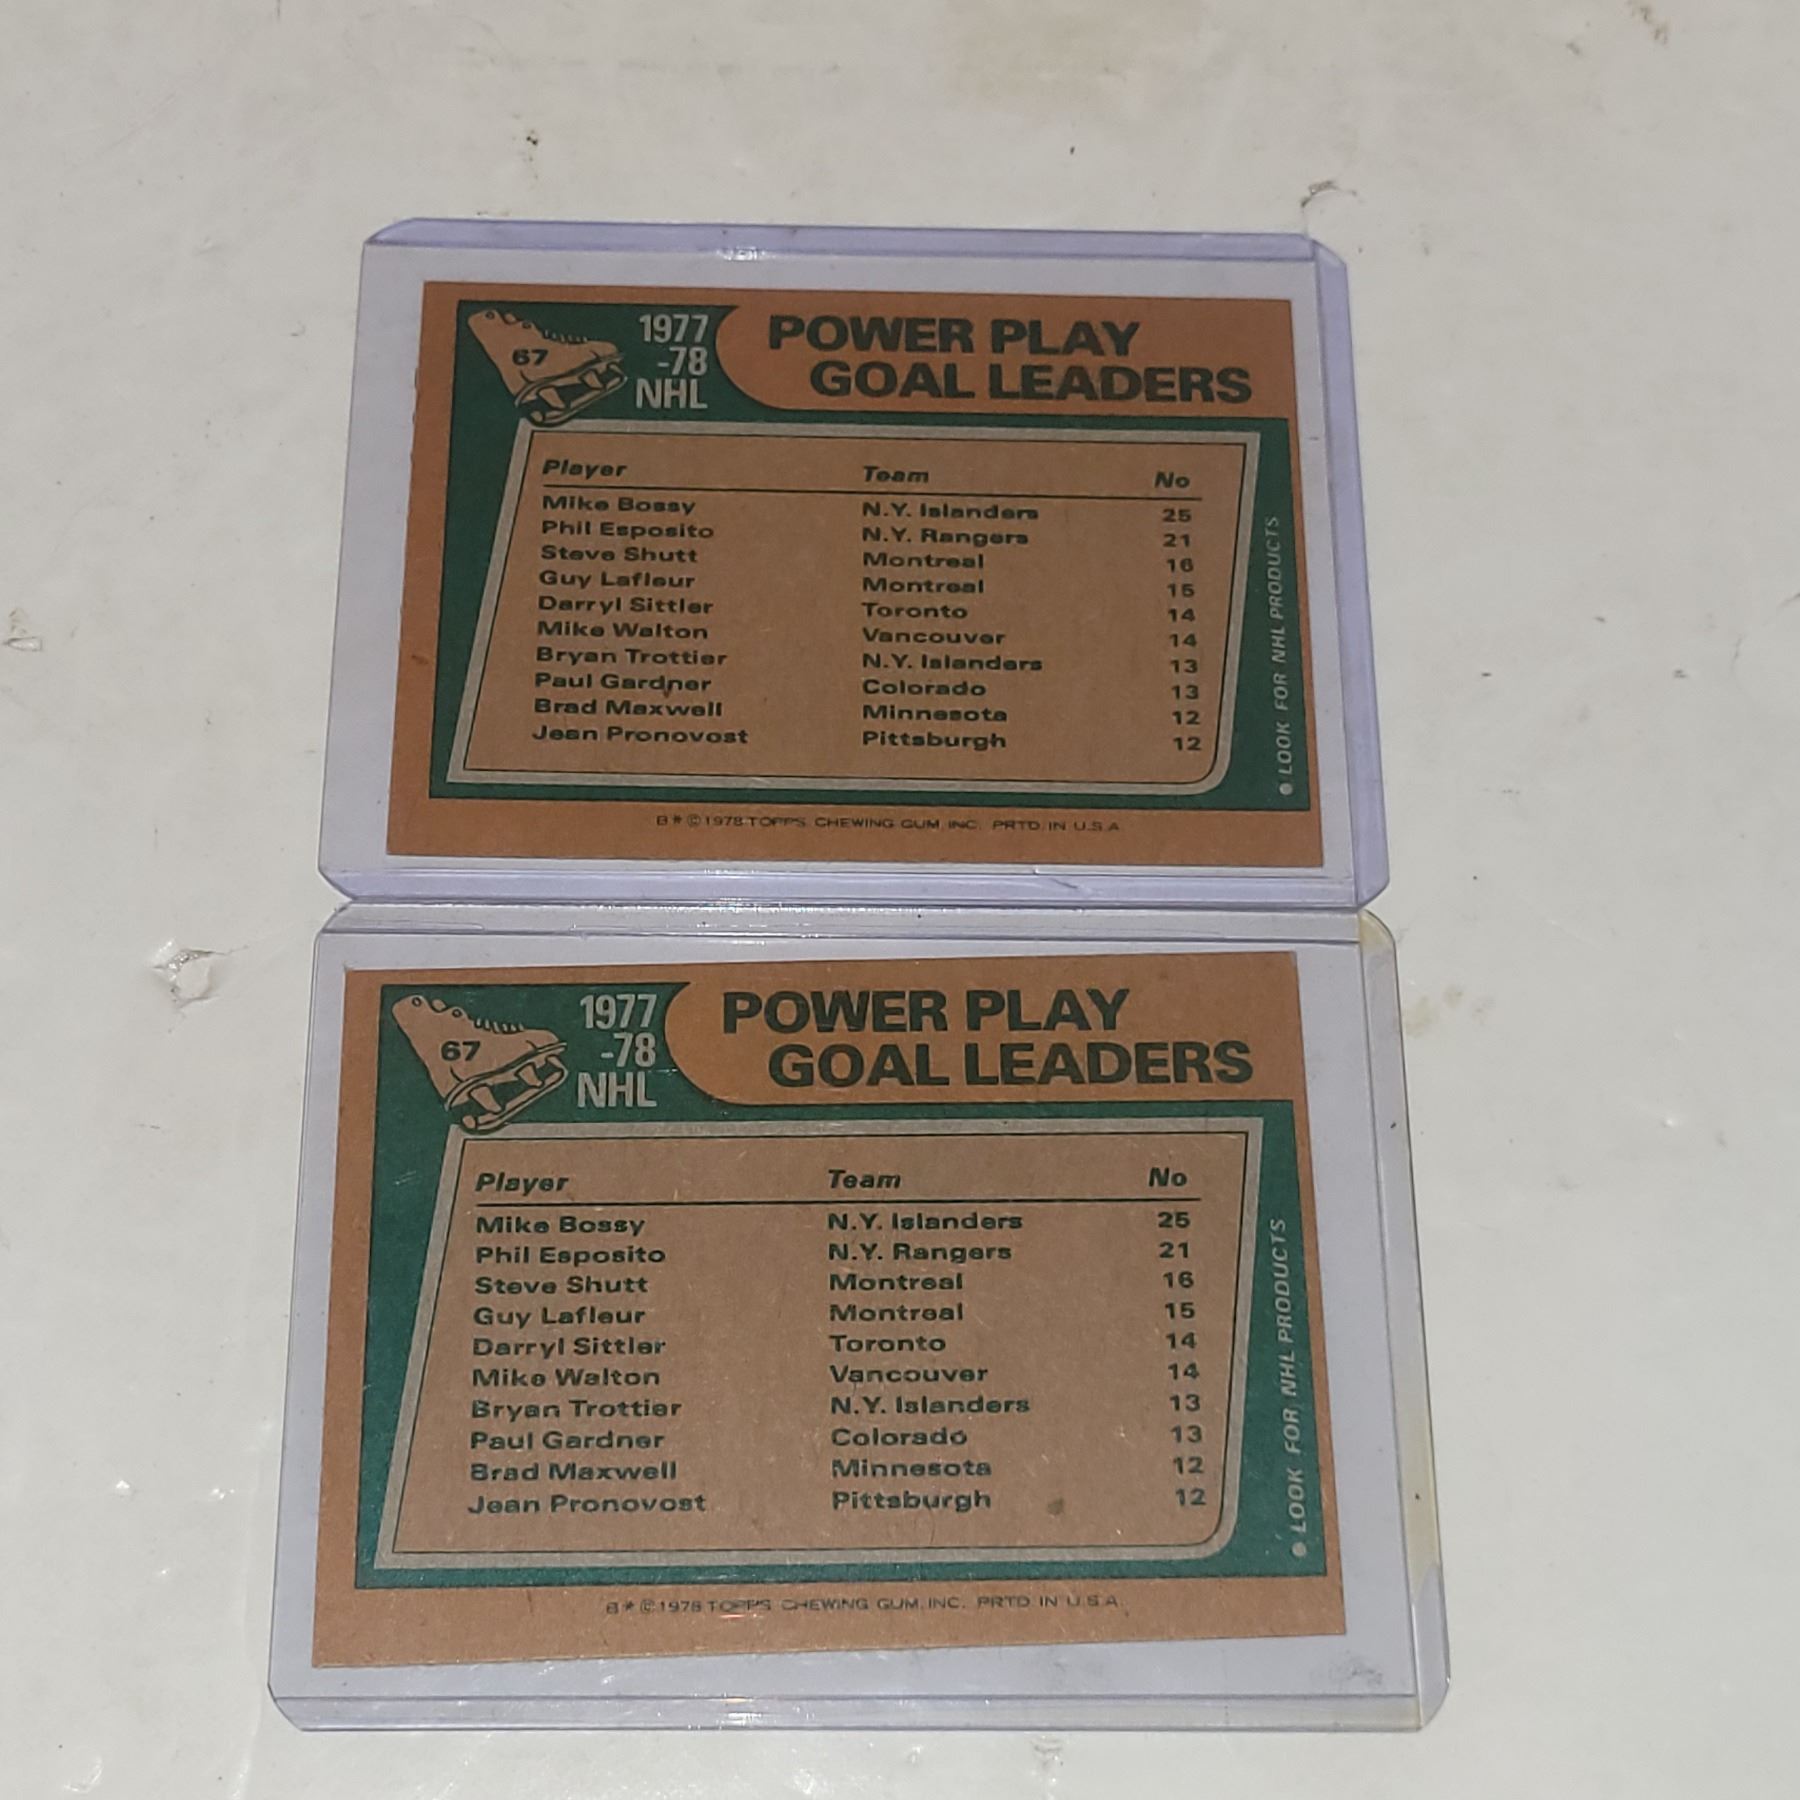 1977
-78
NHL
67
POWER PLAY
GOAL LEADERS
Player Team No
Mike Bossy N.Y. Islanders 25
Phil Esposito N.Y. Rangers 21
Steve Shutt Montreal 16
Guy Lafleur Montreal 15
Darryl Sittler Toronto 14
Mike Walton Vancouver 14
Bryan Trottier N.Y. Islanders 13
Paul Gardner Colorado 13
Brad Maxwell Minnesota 12
Jean Pronovost Pittsburgh 12
● LOOK FOR NHL PRODUCTS
B * © 1978 TOPPS CHEWING GUM, INC. PRTD. IN U.S.A.
1977
-78
NHL
67
POWER PLAY
GOAL LEADERS
Player Team No
Mike Bossy N.Y. Islanders 25
Phil Esposito N.Y. Rangers 21
Steve Shutt Montreal 16
Guy Lafleur Montreal 15
Darryl Sittler Toronto 14
Mike Walton Vancouver 14
Bryan Trottier N.Y. Islanders 13
Paul Gardner Colorado 13
Brad Maxwell Minnesota 12
Jean Pronovost Pittsburgh 12
● LOOK FOR NHL PRODUCTS
B * © 1978 TOPPS CHEWING GUM, INC. PRTD. IN U.S.A.